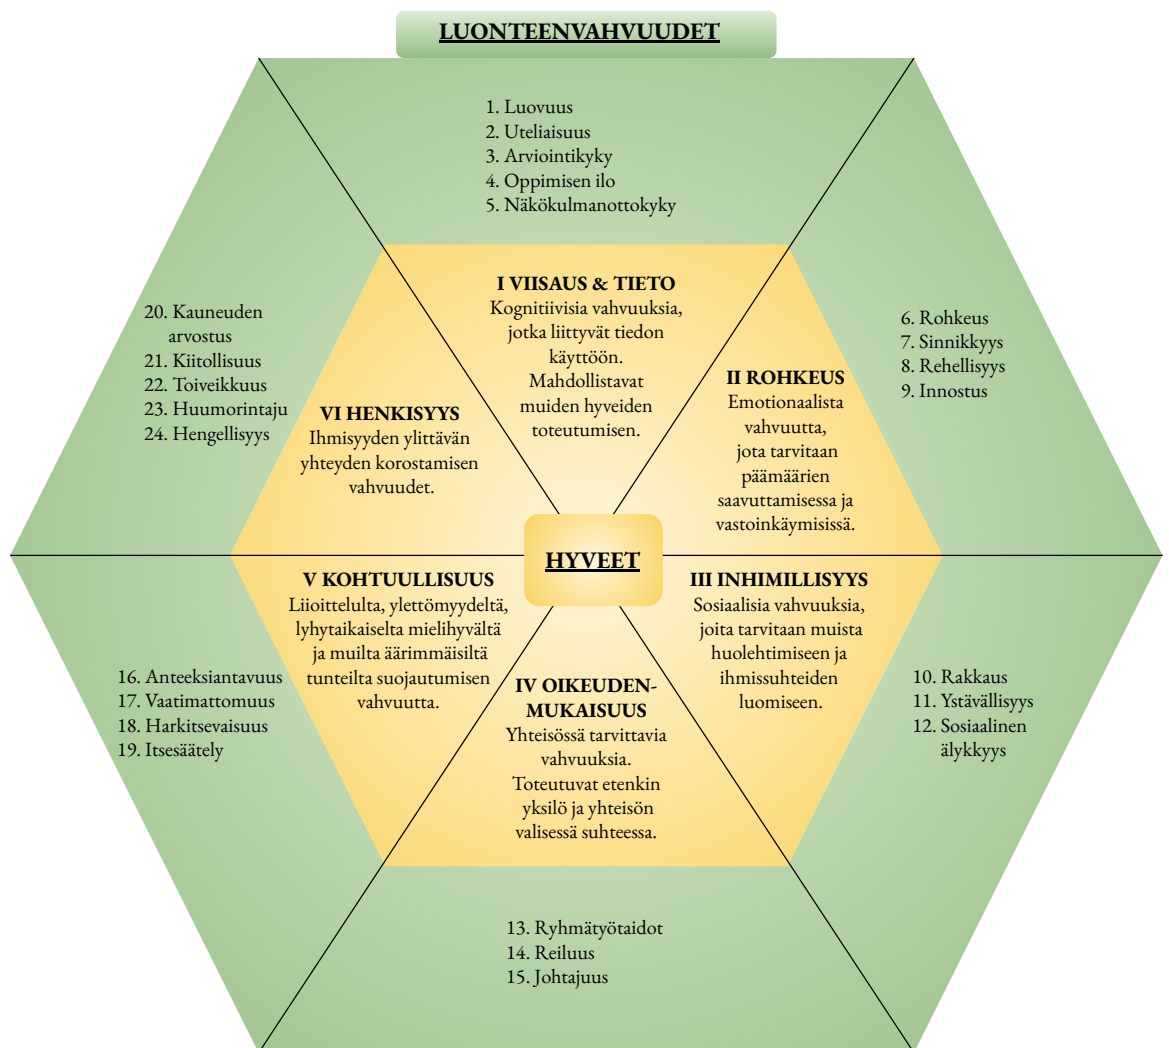 LUONTEENVAHVUUDET
1. Luovuus
2. Uteliaisuus
3. Arviointikyky
4. Oppimisen ilo
5. Näkökulmanottokyky
I VIISAUS & TIETO
Kognitiivisia vahvuuksia,
jotka liittyvät tiedon
käyttöön.
Mahdollistavat
muiden hyveiden
toteutumisen.
6. Rohkeus
7. Sinnikkyys
8. Rehellisyys
9. Innostus
II ROHKEUS
Emotionaalista
vahvuutta,
jota tarvitaan
päämäärien
saavuttamisessa ja
vastoinkäymisissä.
20. Kauneuden
arvostus
21. Kiitollisuus
22. Toiveikkuus
23. Huumorintaju
24. Hengellisyys
VI HENKISYYS
Ihmisyyden ylittävän
yhteyden korostamisen
vahvuudet.
HYVEET
V KOHTUULLISUUS
Liioittelulta, ylettömyydeltä,
lyhytaikaiselta mielihyvältä
ja muilta äärimmäisiltä
tunteilta suojautumisen
vahvuutta.
16. Anteeksiantavuus
17. Vaatimattomuus
18. Harkitsevaisuus
19. Itsesäätely
III INHIMILLISYYS
Sosiaalisia vahvuuksia,
joita tarvitaan muista
huolehtimiseen ja
ihmissuhteiden
luomiseen.
10. Rakkaus
11. Ystävällisyys
12. Sosiaalinen
älykkyys
IV OIKEUDEN-
MUKAISUUS
Yhteisössä tarvittavia
vahvuuksia.
Toteutuvat etenkin
yksilö ja yhteisön
valisessä suhteessa.
13. Ryhmätyötaidot
14. Reiluus
15. Johtajuus